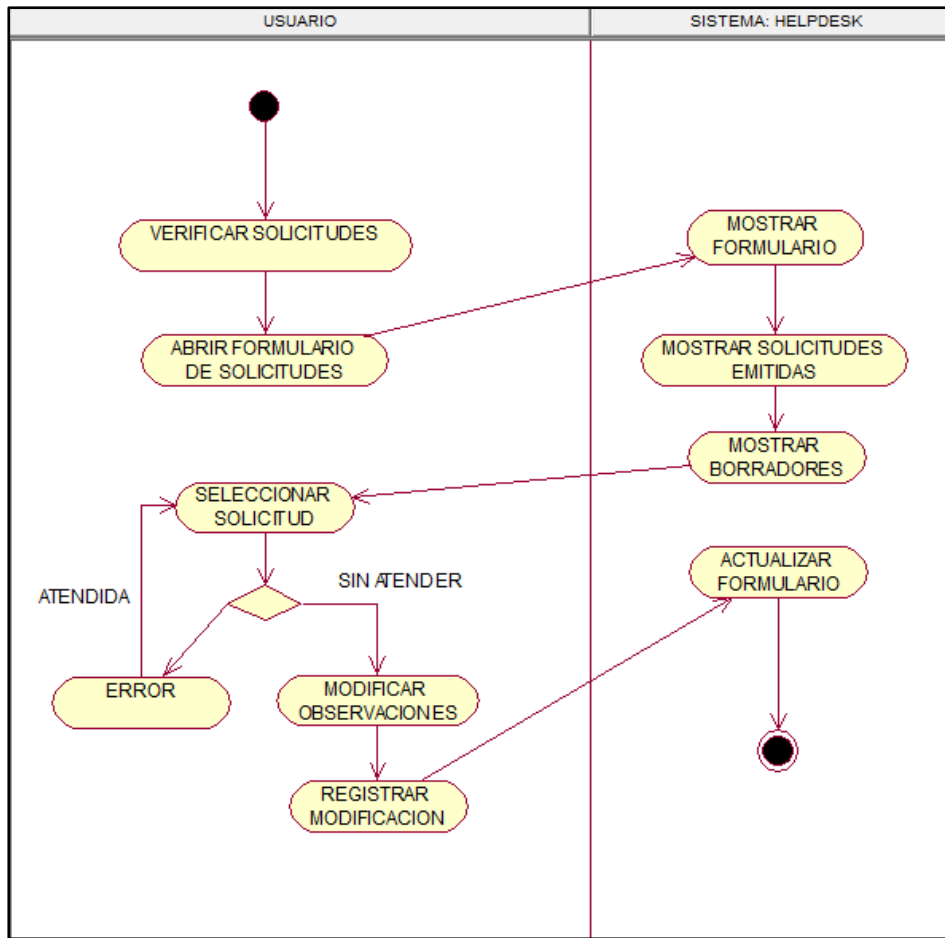 USUARIO
SISTEMA: HELPDESK
VERIFICAR SOLICITUDES
ABRIR FORMULARIO
DE SOLICITUDES
MOSTRAR
FORMULARIO
MOSTRAR SOLICITUDES
EMITIDAS
MOSTRAR
BORRADORES
SELECCIONAR
SOLICITUD
ATENDIDA
SIN ATENDER
ERROR
MODIFICAR
OBSERVACIONES
REGISTRAR
MODIFICACION
ACTUALIZAR
FORMULARIO